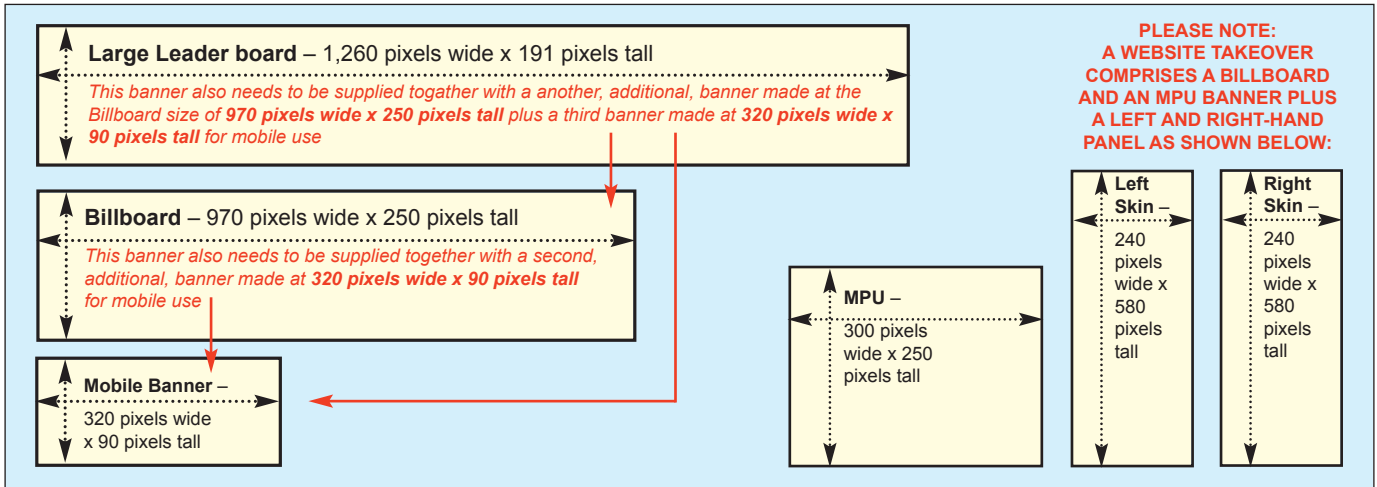 Large Leader board – 1,260 pixels wide x 191 pixels tall
This banner also needs to be supplied together with a another, additional, banner made at the
Billboard size of 970 pixels wide x 250 pixels tall plus a third banner made at 320 pixels wide x
90 pixels tall for mobile use
Billboard – 970 pixels wide x 250 pixels tall
This banner also needs to be supplied together with a second,
additional, banner made at 320 pixels wide x 90 pixels tall
for mobile use
Mobile Banner –
320 pixels wide
x 90 pixels tall
MPU –
300 pixels
wide x 250
pixels tall
PLEASE NOTE:
A WEBSITE TAKEOVER
COMPRISES A BILLBOARD
AND AN MPU BANNER PLUS
A LEFT AND RIGHT-HAND
PANEL AS SHOWN BELOW:
Left
Skin –
240
pixels
wide x
580
pixels
tall
Right
Skin –
240
pixels
wide x
580
pixels
tall